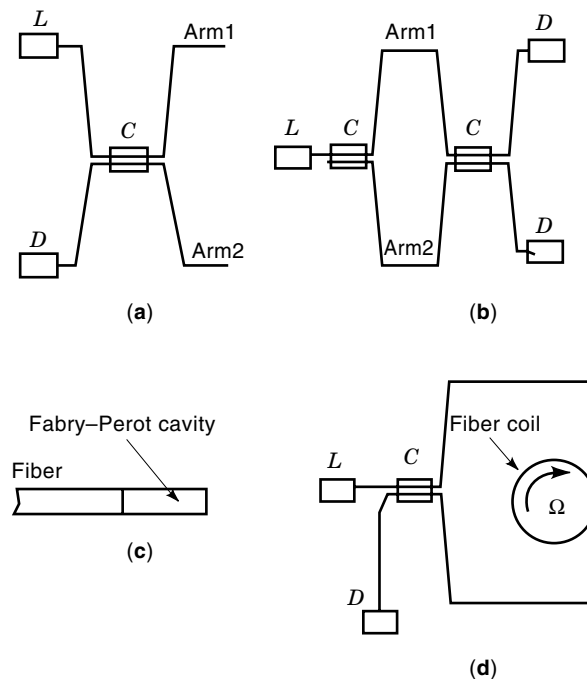 L
Arm1
C
D
Arm2
(a)
Arm1
D
L
C
C
Arm2
D
(b)
Fabry–Perot cavity
Fiber
(c)
Fiber coil
L
C
Ω
D
(d)